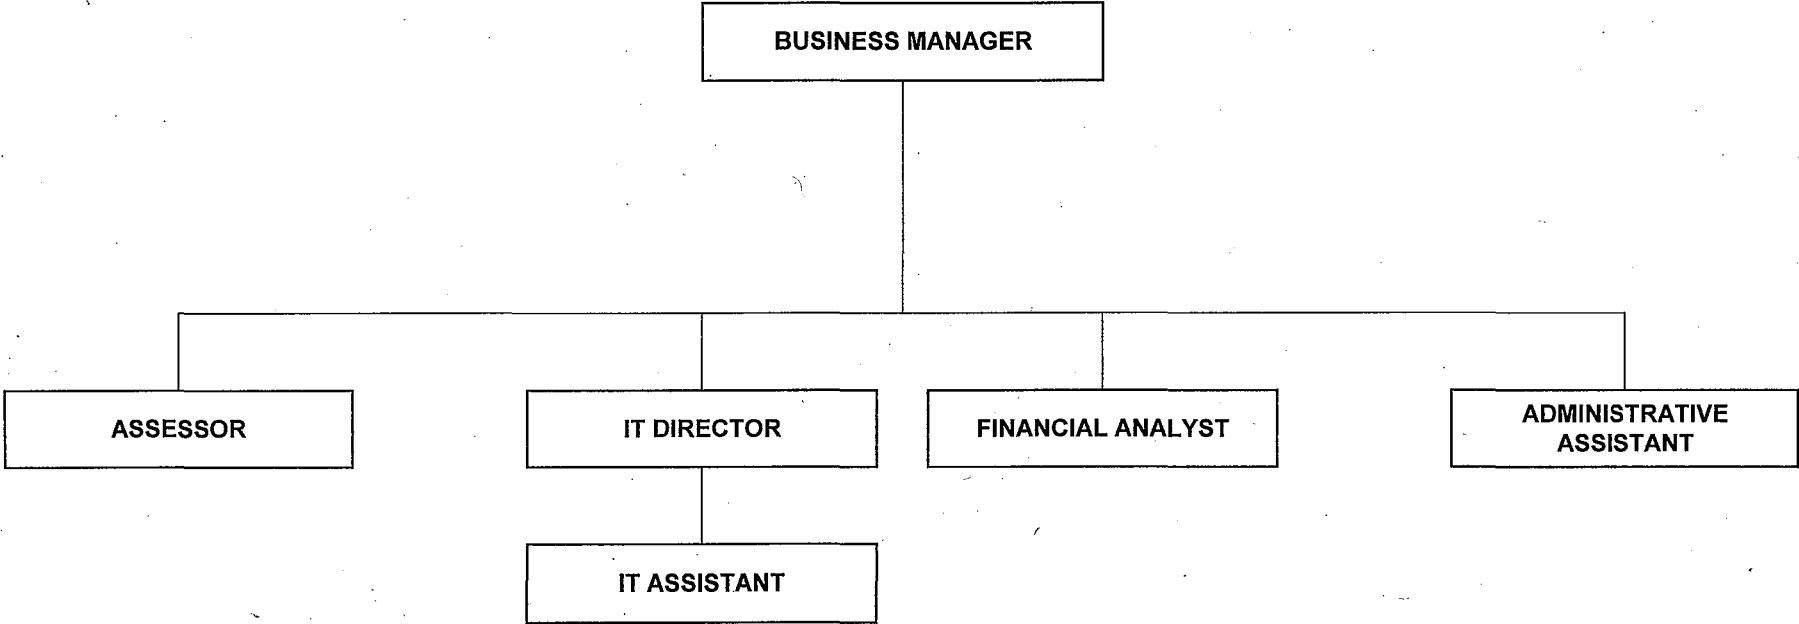 BUSINESS MANAGER
ASSESSOR
IT DIRECTOR
FINANCIAL ANALYST
ADMINISTRATIVE
ASSISTANT
IT ASSISTANT